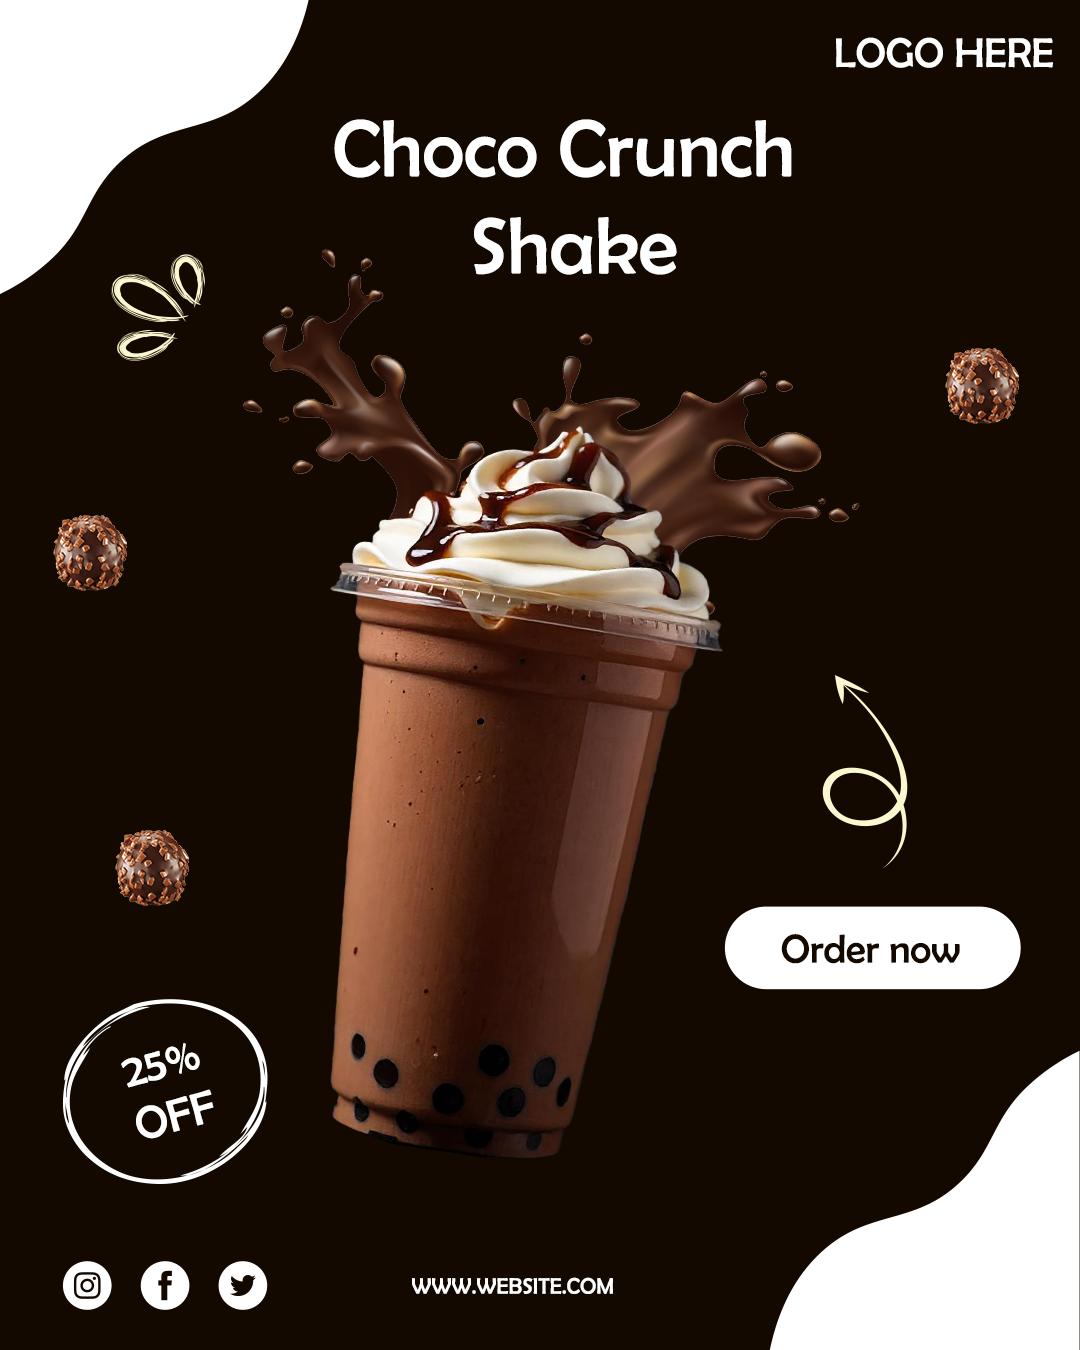 LOGO HERE
Choco Crunch
Shake
Order now
25%
OFF
WWW.WEBSITE.COM